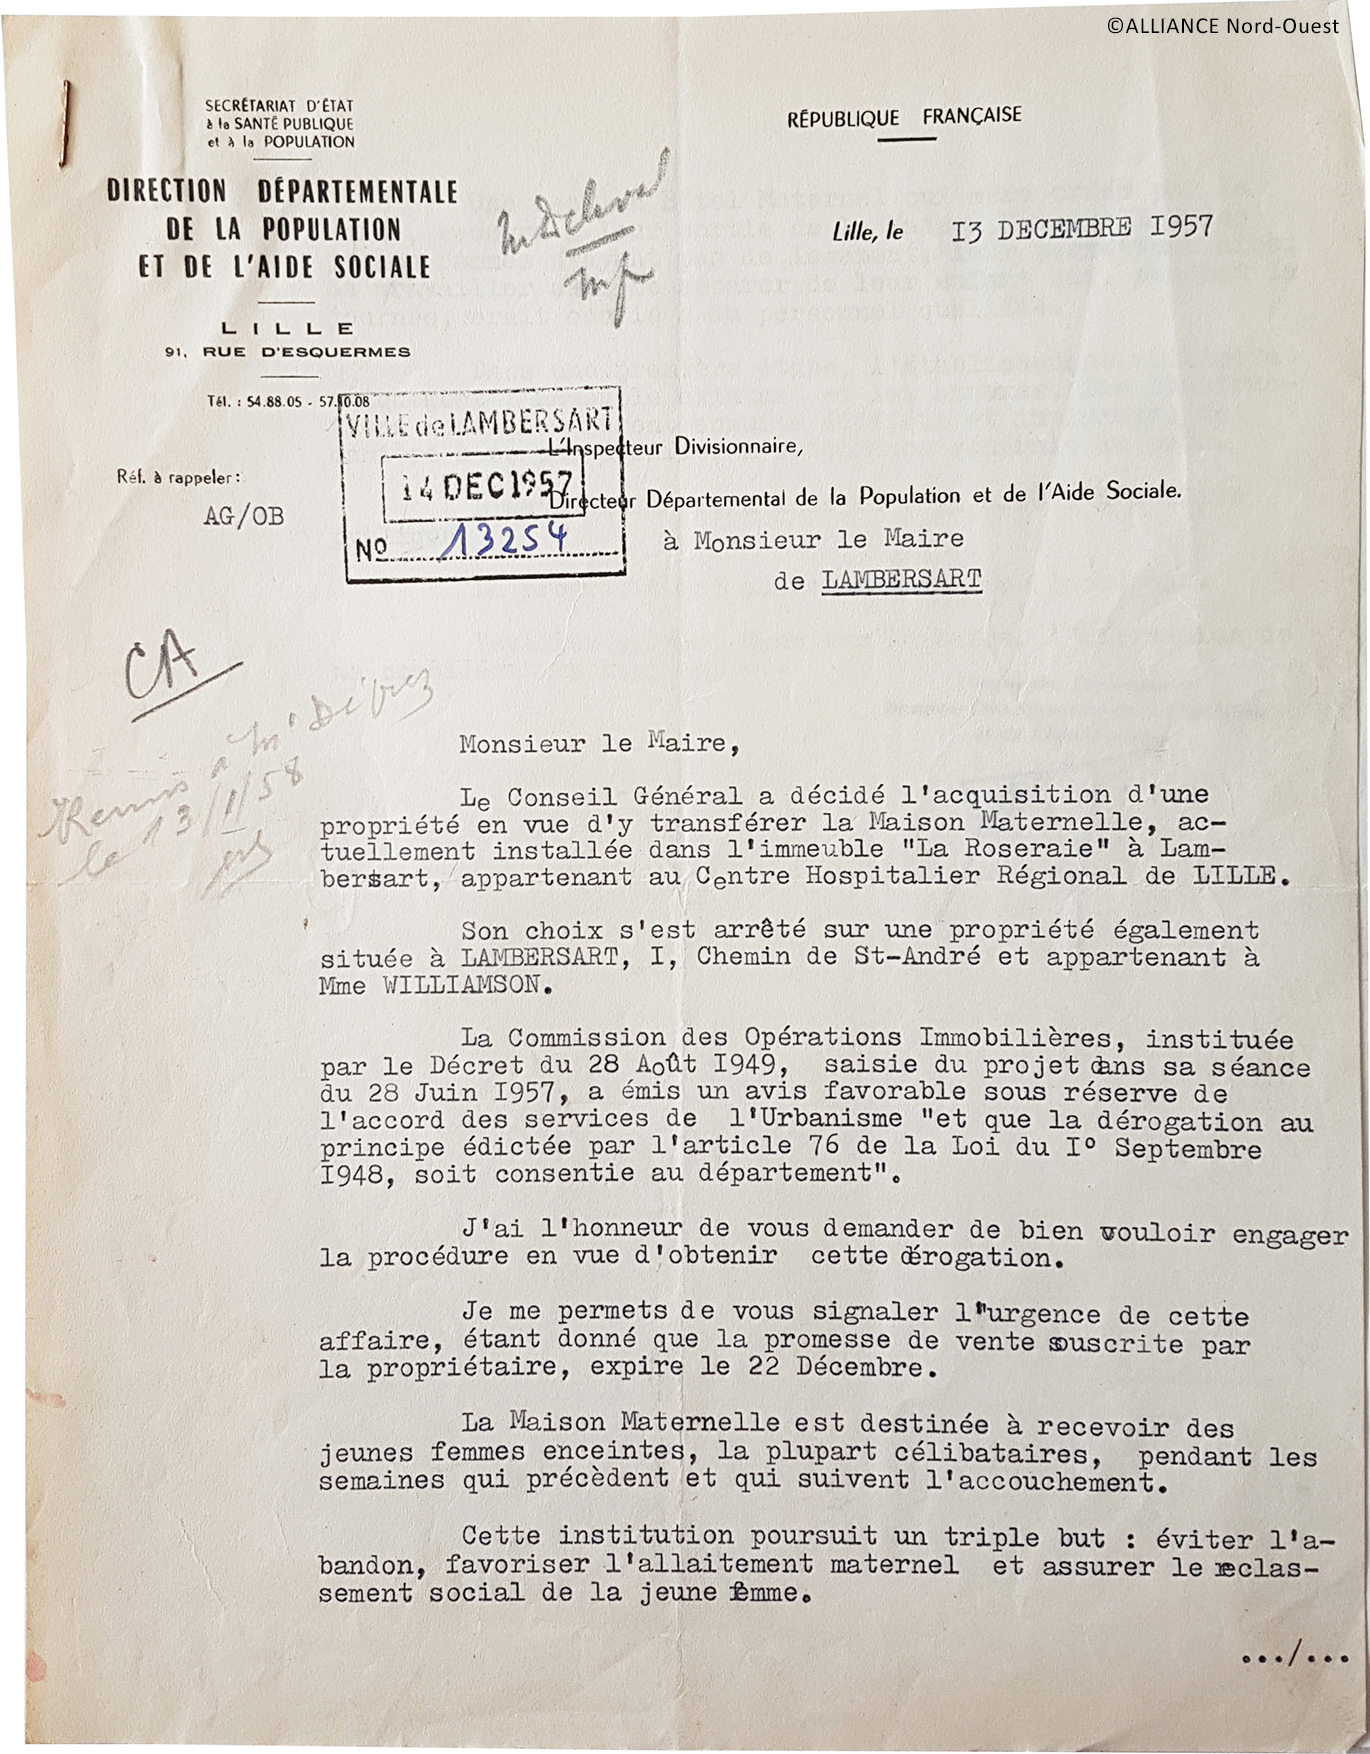 ©ALLIANCE Nord-Ouest
SECRÉTARIAT D'ÉTAT
à la SANTÉ PUBLIQUE
et à la POPULATION
RÉPUBLIQUE FRANÇAISE
DIRECTION DÉPARTEMENTALE
DE LA POPULATION
ET DE L'AIDE SOCIALE
Lille, le 13 DECEMBRE 1957
LILLE
91, RUE D'ESQUERMES
Tél. : 54.88.05 - 57.10.08
VILLE de LAMBERSART
14 DEC 1957
No 13254
L'Inspecteur Divisionnaire,
Directeur Départemental de la Population et de l'Aide Sociale.
Réf. à rappeler :
AG/OB
à Monsieur le Maire
de LAMBERSART
CA
Remis à Mr
le 13/1/58
Monsieur le Maire,
Le Conseil Général a décidé l'acquisition d'une
propriété en vue d'y transférer la Maison Maternelle, ac-
tuellement installée dans l'immeuble "La Roseraie" à Lam-
bersart, appartenant au Centre Hospitalier Régional de LILLE.
Son choix s'est arrêté sur une propriété également
située à LAMBERSART, I, Chemin de St-André et appartenant à
Mme WILLIAMSON.
La Commission des Opérations Immobilières, instituée
par le Décret du 28 Août I949, saisie du projet dans sa séance
du 28 Juin I957, a émis un avis favorable sous réserve de
l'accord des services de l'Urbanisme "et que la dérogation au
principe édictée par l'article 76 de la Loi du I° Septembre
I948, soit consentie au département".
J'ai l'honneur de vous demander de bien vouloir engager
la procédure en vue d'obtenir cette dérogation.
Je me permets de vous signaler l'urgence de cette
affaire, étant donné que la promesse de vente souscrite par
la propriétaire, expire le 22 Décembre.
La Maison Maternelle est destinée à recevoir des
jeunes femmes enceintes, la plupart célibataires, pendant les
semaines qui précèdent et qui suivent l'accouchement.
Cette institution poursuit un triple but : éviter l'a-
bandon, favoriser l'allaitement maternel et assurer le reclas-
sement social de la jeune femme.
.../...